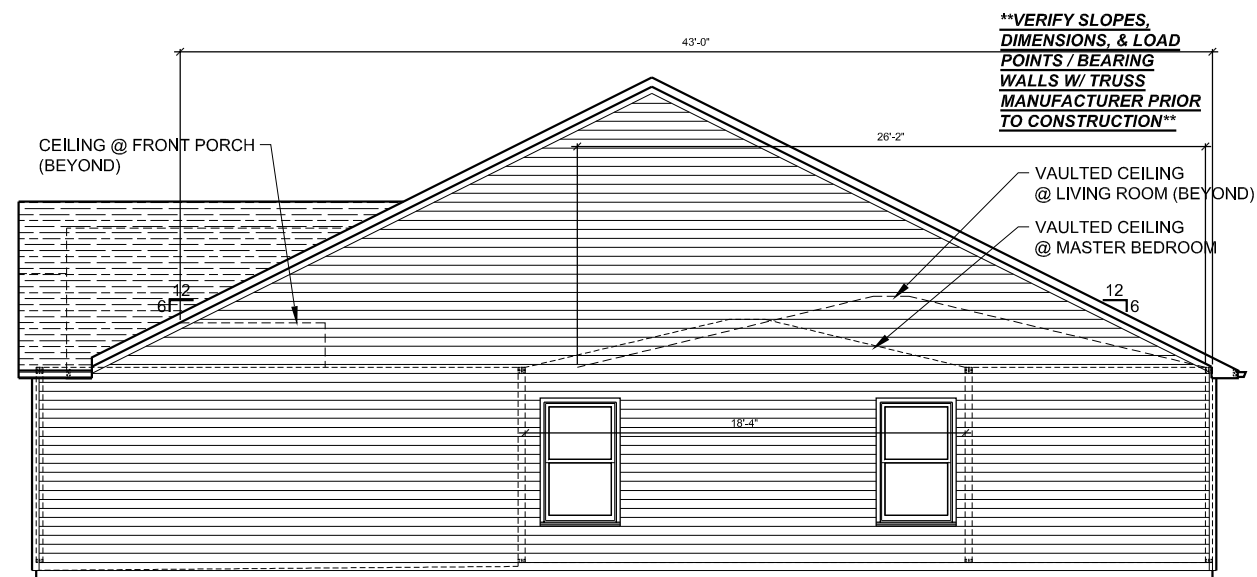 **VERIFY SLOPES,
DIMENSIONS, & LOAD
POINTS / BEARING
WALLS W/ TRUSS
MANUFACTURER PRIOR
TO CONSTRUCTION**
43'-0"
26'-2"
CEILING @ FRONT PORCH
(BEYOND)
VAULTED CEILING
@ LIVING ROOM (BEYOND)
VAULTED CEILING
@ MASTER BEDROOM
12
6
12
6
18'-4"